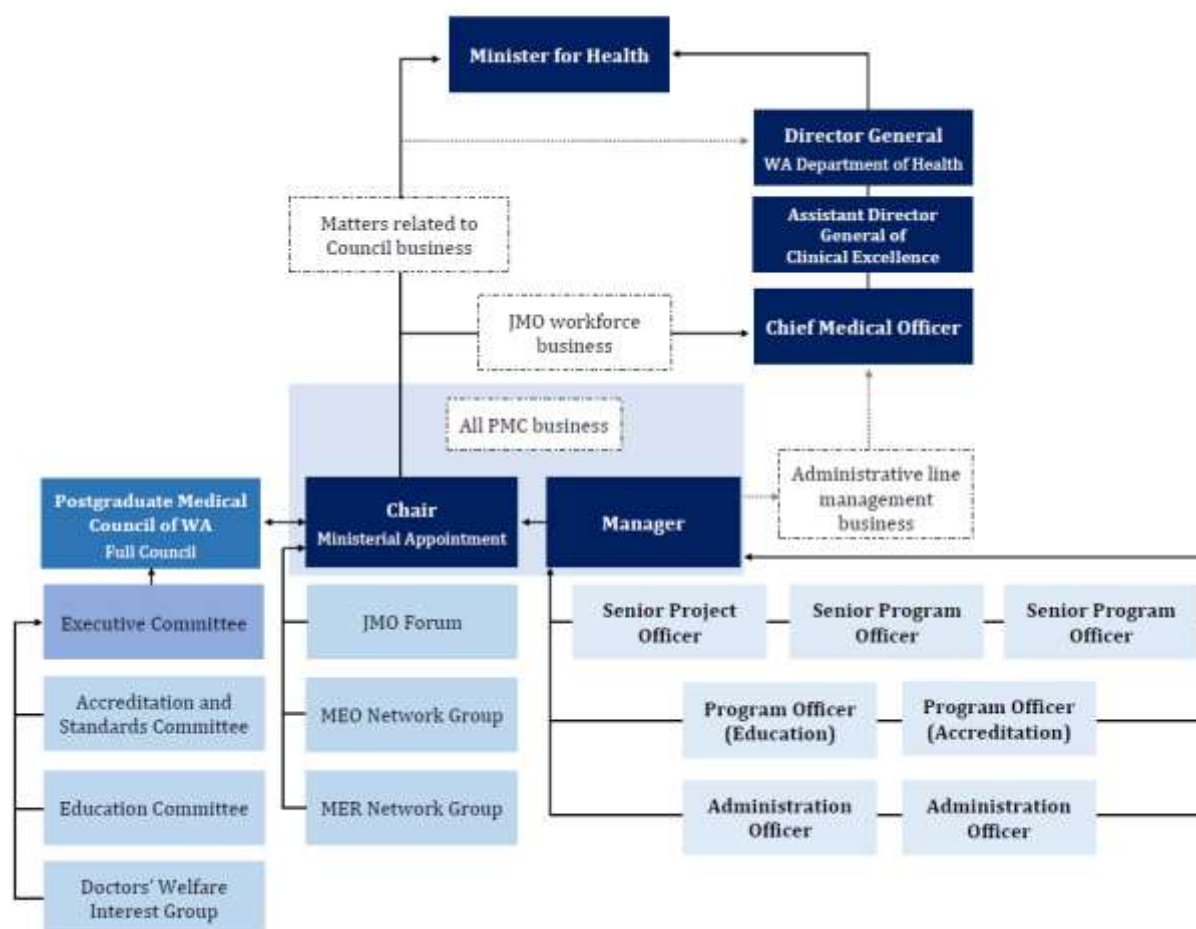 Minister for Health
Director General
WA Department of Health
Matters related to
Council business
Assistant Director
General of
Clinical Excellence
JMO workforce
business
Chief Medical Officer
All PMC business
Administrative line
management
business
Postgraduate Medical
Council of WA
Full Council
Chair
Ministerial Appointment
Manager
Executive Committee
JMO Forum
Senior Project
Officer
Senior Program
Officer
Senior Program
Officer
Accreditation and
Standards Committee
MEO Network Group
Program Officer
(Education)
Program Officer
(Accreditation)
Education Committee
MER Network Group
Administration
Officer
Administration
Officer
Doctors' Welfare
Interest Group